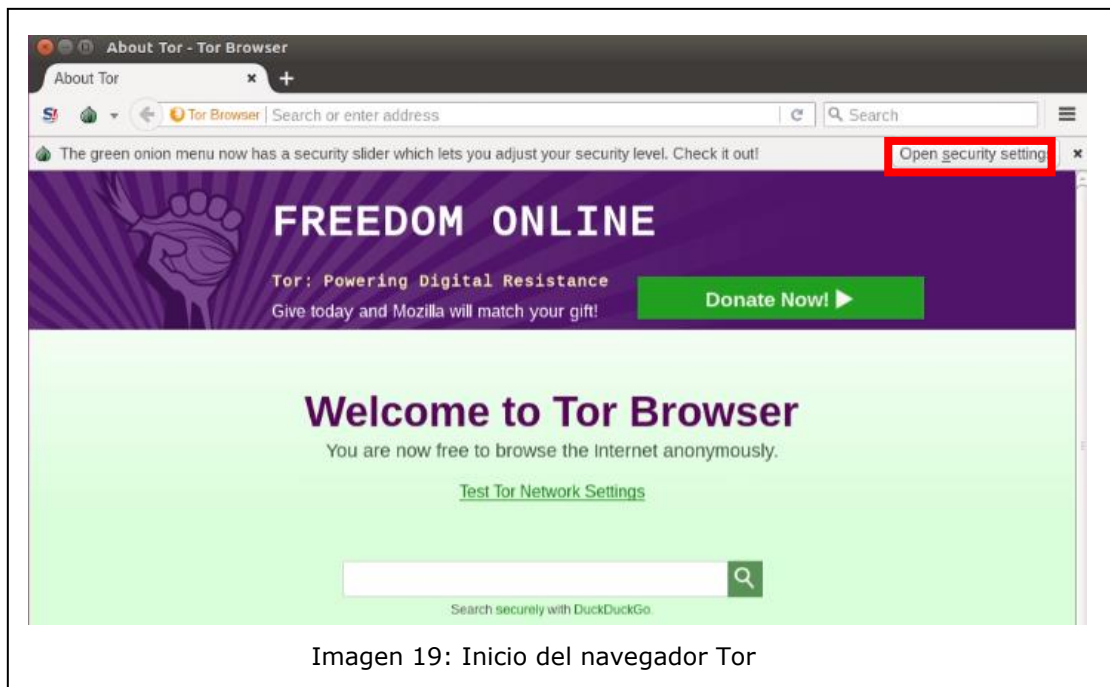 About Tor - Tor Browser
About Tor
Tor Browser Search or enter address
Search
The green onion menu now has a security slider which lets you adjust your security level. Check it out!
Open security setting
FREEDOM ONLINE
Tor: Powering Digital Resistance
Give today and Mozilla will match your gift!
Donate Now!
Welcome to Tor Browser
You are now free to browse the Internet anonymously.
Test Tor Network Settings
Search securely with DuckDuckGo.
Imagen 19: Inicio del navegador Tor